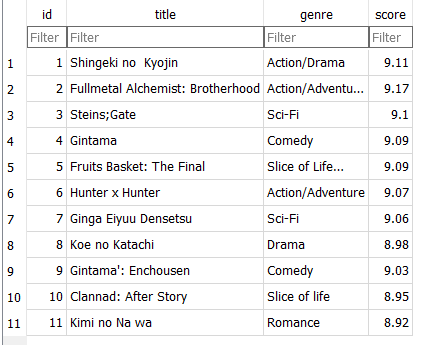 id title genre score
Filter Filter Filter Filter
1 1 Shingeki no  Kyojin Action/Drama 9.11
2 2 Fullmetal Alchemist: Brotherhood Action/Adventu... 9.17
3 3 Steins;Gate Sci-Fi 9.1
4 4 Gintama Comedy 9.09
5 5 Fruits Basket: The Final Slice of Life... 9.09
6 6 Hunter x Hunter Action/Adventure 9.07
7 7 Ginga Eiyuu Densetsu Sci-Fi 9.06
8 8 Koe no Katachi Drama 8.98
9 9 Gintama': Enchousen Comedy 9.03
10 10 Clannad: After Story Slice of life 8.95
11 11 Kimi no Na wa Romance 8.92